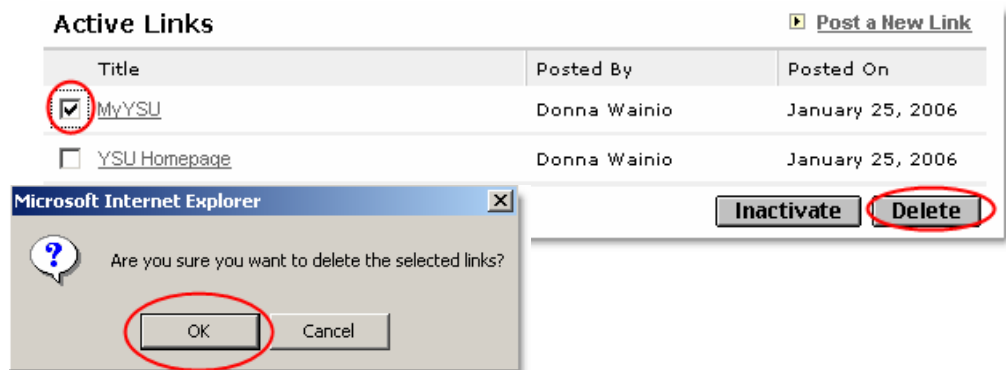 Active Links
Post a New Link
Title Posted By Posted On
MyYSU Donna Wainio January 25, 2006
YSU Homepage Donna Wainio January 25, 2006
Inactivate Delete
Microsoft Internet Explorer
?
Are you sure you want to delete the selected links?
OK Cancel